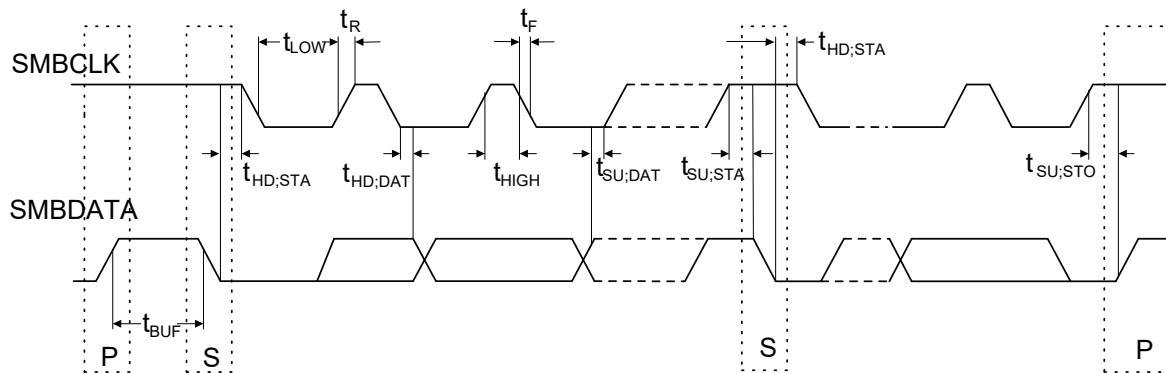 tR
tF
tLOW
tHD;STA
SMBCLK
tHD;STA
tHD;DAT
tHIGH
tSU;DAT
tSU;STA
tSU;STO
SMBDATA
tBUF
P
S
S
P